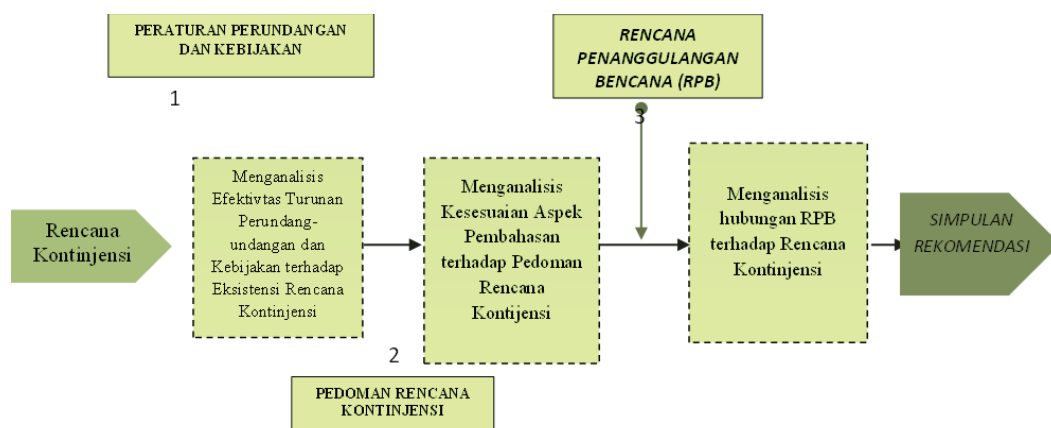 PERATURAN PERUNDANGAN
DAN KEBIJAKAN
RENCANA
PENANGGULANGAN
BENCANA (RPB)
1
3
Rencana
Kontinjensi
Menganalisis
Efektivtas Turunan
Perundang-
undangan dan
Kebijakan terhadap
Eksistensi Rencana
Kontinjensi
Menganalisis
Kesesuaian Aspek
Pembahasan
terhadap Pedoman
Rencana
Kontijensi
Menganalisis
hubungan RPB
terhadap Rencana
Kontinjensi
SIMPULAN
REKOMENDASI
2
PEDOMAN RENCANA
KONTINJENSI